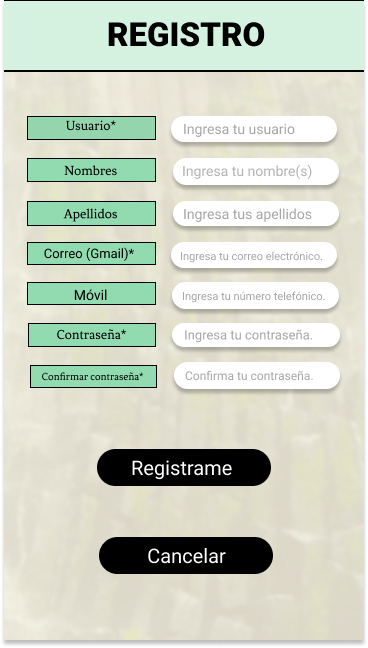 REGISTRO
Usuario* Ingresa tu usuario
Nombres Ingresa tu nombre(s)
Apellidos Ingresa tus apellidos
Correo (Gmail)* Ingresa tu correo electrónico.
Móvil Ingresa tu número telefónico.
Contraseña* Ingresa tu contraseña.
Confirmar contraseña* Confirma tu contraseña.
Registrame
Cancelar